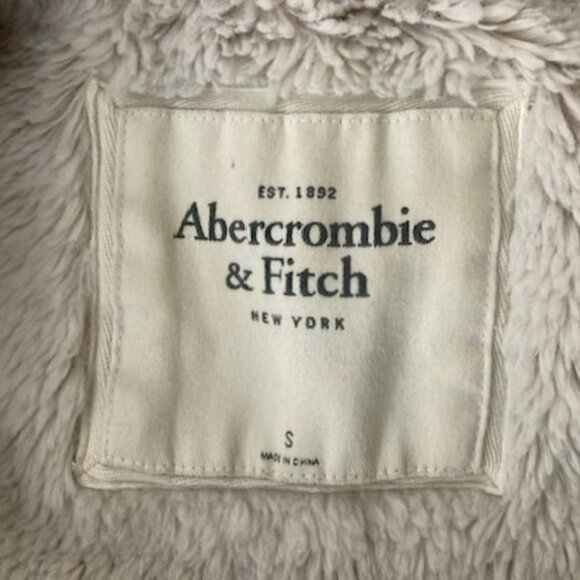 EST. 1892
Abercrombie
& Fitch
NEW YORK
S
MADE IN CHINA